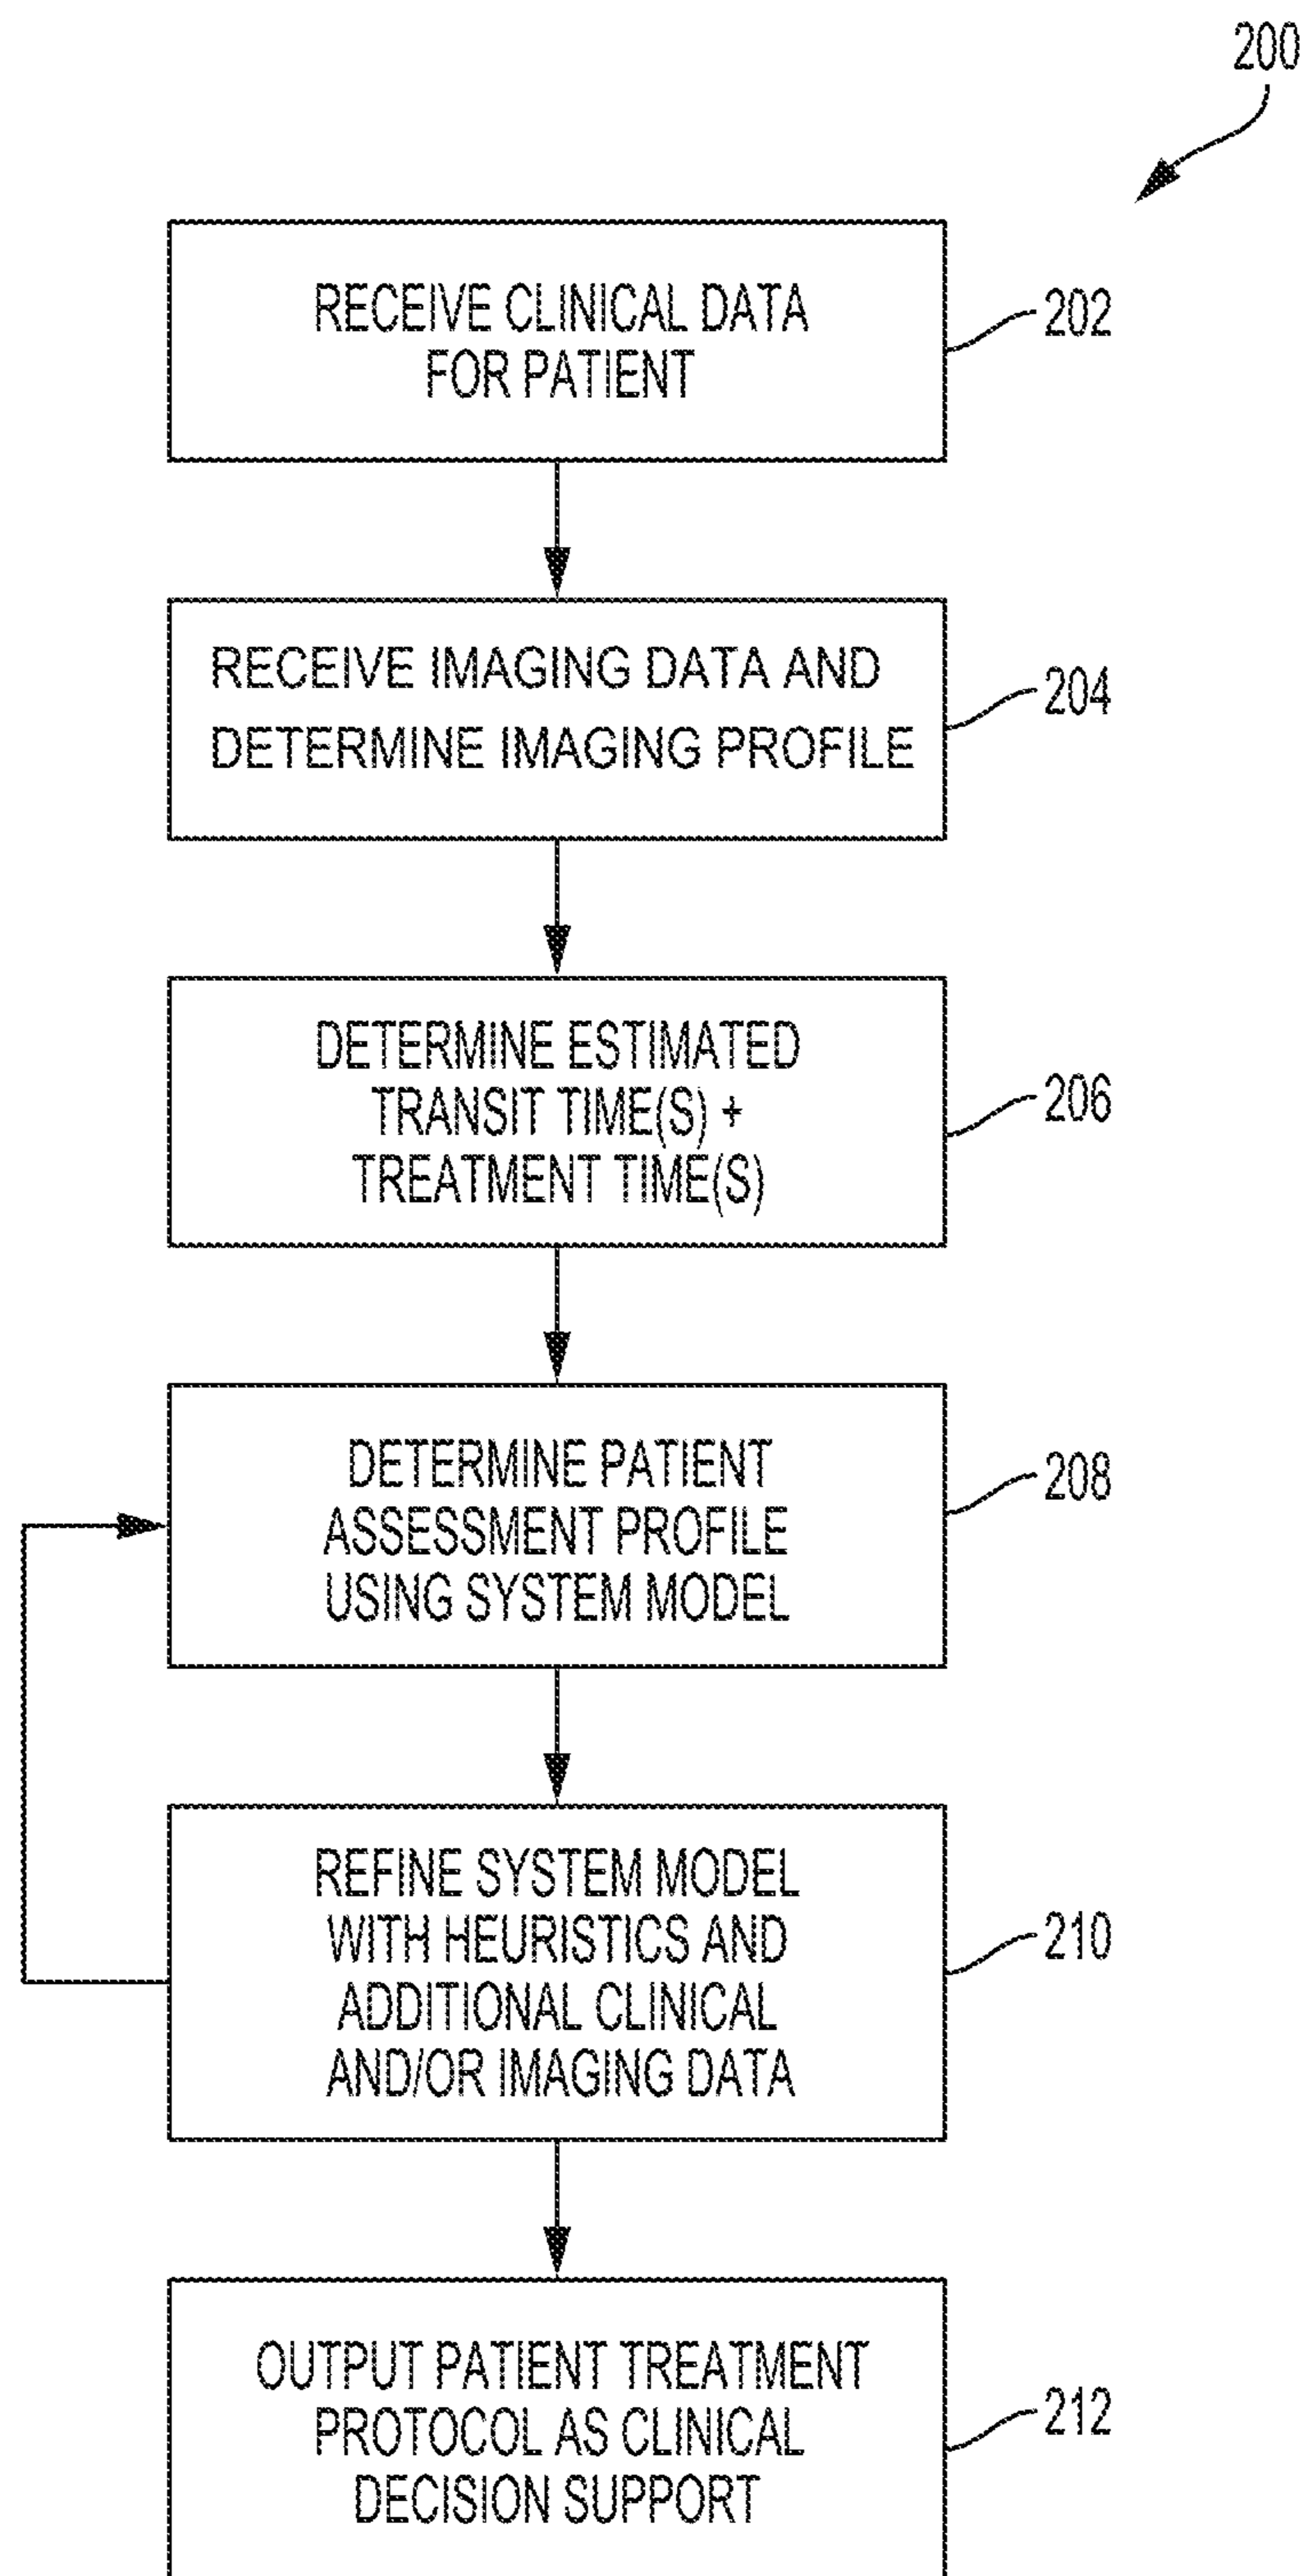 200
RECEIVE CLINICAL DATA
FOR PATIENT
202
RECEIVE IMAGING DATA AND
DETERMINE IMAGING PROFILE
204
DETERMINE ESTIMATED
TRANSIT TIME(S) +
TREATMENT TIME(S)
206
DETERMINE PATIENT
ASSESSMENT PROFILE
USING SYSTEM MODEL
208
REFINE SYSTEM MODEL
WITH HEURISTICS AND
ADDITIONAL CLINICAL
AND/OR IMAGING DATA
210
OUTPUT PATIENT TREATMENT
PROTOCOL AS CLINICAL
DECISION SUPPORT
212